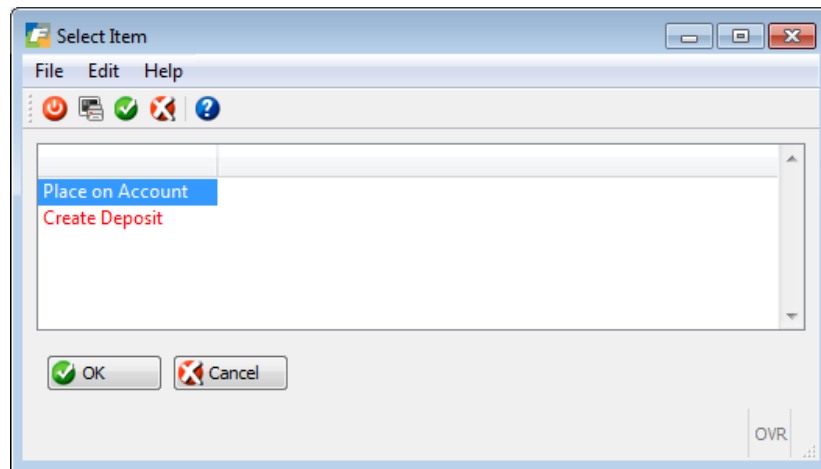 Select Item
File Edit Help
Place on Account
Create Deposit
OK Cancel
OVR